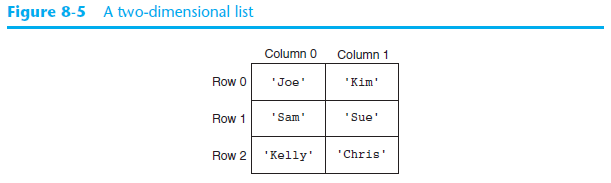 Figure 8-5 A two-dimensional list
Column 0 Column 1
Row 0 'Joe' 'Kim'
Row 1 'Sam' 'Sue'
Row 2 'Kelly' 'Chris'